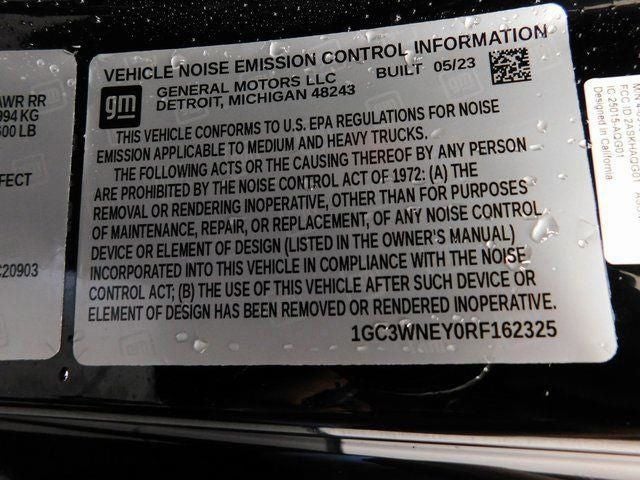 VEHICLE NOISE EMISSION CONTROL INFORMATION
gm
GENERAL MOTORS LLC BUILT 05/23
DETROIT, MICHIGAN 48243
THIS VEHICLE CONFORMS TO U.S. EPA REGULATIONS FOR NOISE
EMISSION APPLICABLE TO MEDIUM AND HEAVY TRUCKS.
THE FOLLOWING ACTS OR THE CAUSING THEREOF BY ANY PERSON
ARE PROHIBITED BY THE NOISE CONTROL ACT OF 1972: (A) THE
REMOVAL OR RENDERING INOPERATIVE, OTHER THAN FOR PURPOSES
OF MAINTENANCE, REPAIR, OR REPLACEMENT, OF ANY NOISE CONTROL
DEVICE OR ELEMENT OF DESIGN (LISTED IN THE OWNER'S MANUAL)
INCORPORATED INTO THIS VEHICLE IN COMPLIANCE WITH THE NOISE
CONTROL ACT; (B) THE USE OF THIS VEHICLE AFTER SUCH DEVICE OR
ELEMENT OF DESIGN HAS BEEN REMOVED OR RENDERED INOPERATIVE.
1GC3WNEY0RF162325
AWR RR
994 KG
LB
FECT
20903
FCC ID
Designed in California